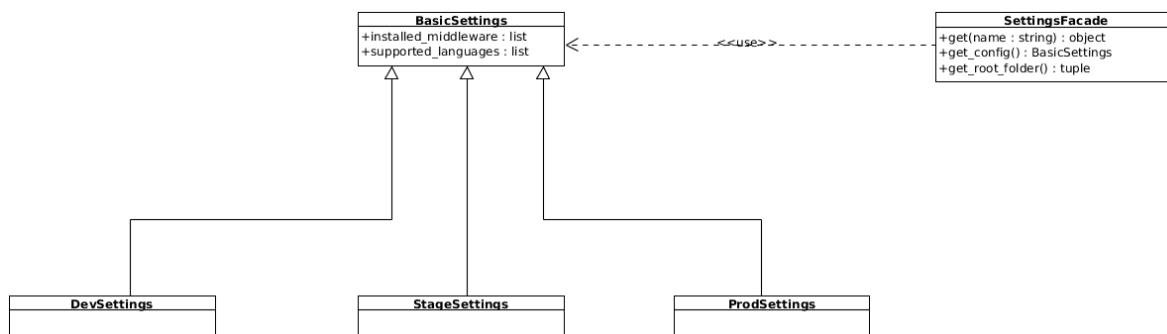 BasicSettings
+installed_middleware : list
+supported_languages : list
<<use>>
SettingsFacade
+get(name : string) : object
+get_config() : BasicSettings
+get_root_folder() : tuple
DevSettings
StageSettings
ProdSettings